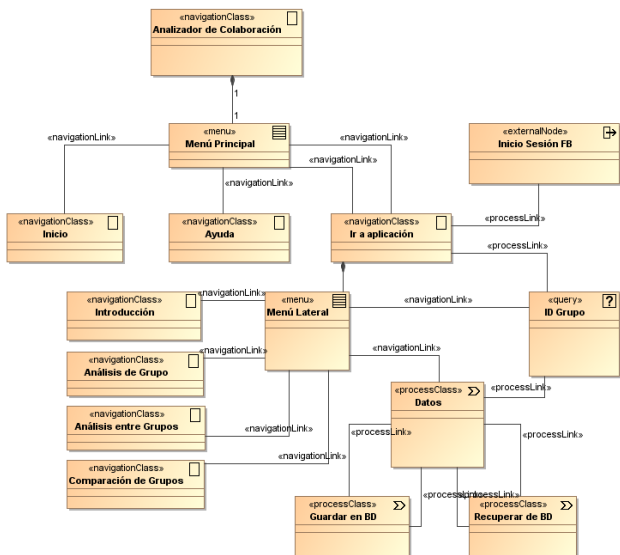 «navigationClass»
Analizador de Colaboración
1
1
«menu»
Menú Principal
«navigationLink»
«navigationLink»
«navigationLink»
«navigationLink»
«externalNode»
Inicio Sesión FB
«navigationClass»
Inicio
«navigationClass»
Ayuda
«navigationClass»
Ir a aplicación
«processLink»
«processLink»
«navigationClass»
Introducción
«navigationLink»
«menu»
Menú Lateral
«navigationLink»
«query»
ID Grupo
«navigationClass»
Análisis de Grupo
«navigationLink»
«navigationLink»
«processClass»
Datos
«processLink»
«navigationClass»
Análisis entre Grupos
«navigationLink»
«processLink»
«processLink»
«navigationClass»
Comparación de Grupos
«navigationLink»
«processLink»
«processLink»
«processClass»
Guardar en BD
«processClass»
Recuperar de BD